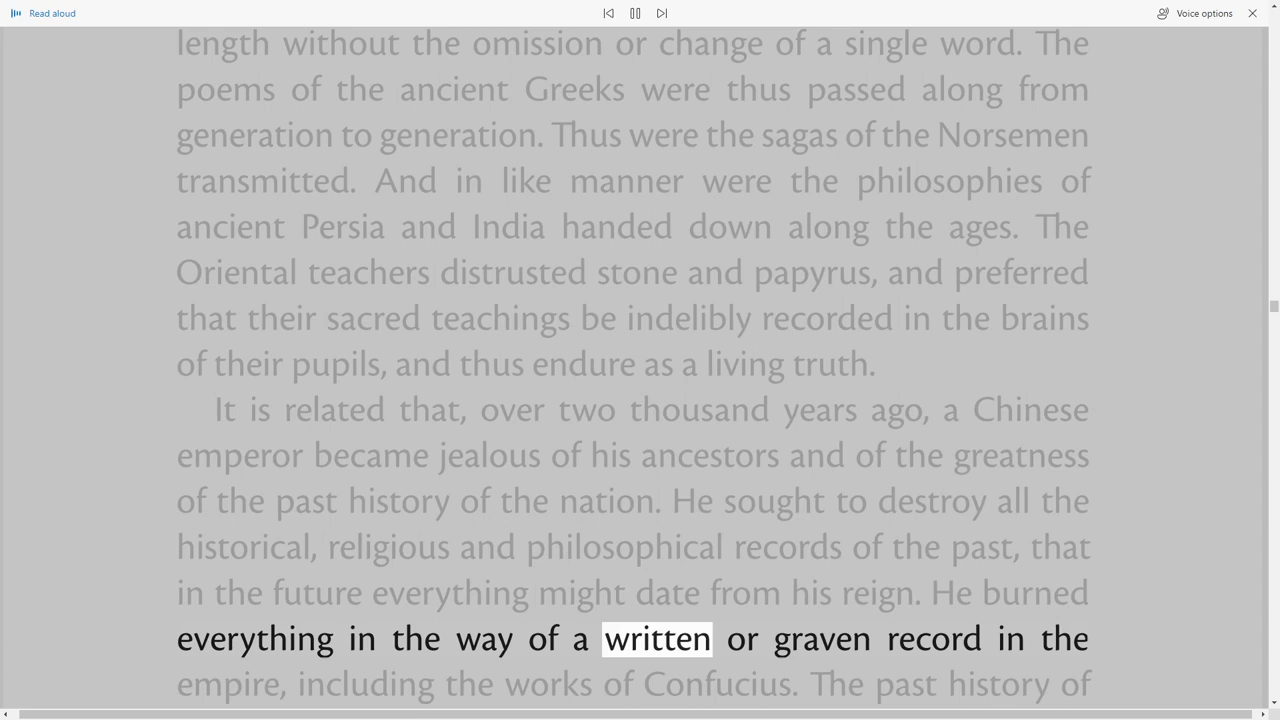 Read aloud
Voice options
length without the omission or change of a single word. The
poems of the ancient Greeks were thus passed along from
generation to generation. Thus were the sagas of the Norsemen
transmitted. And in like manner were the philosophies of
ancient Persia and India handed down along the ages. The
Oriental teachers distrusted stone and papyrus, and preferred
that their sacred teachings be indelibly recorded in the brains
of their pupils, and thus endure as a living truth.
It is related that, over two thousand years ago, a Chinese
emperor became jealous of his ancestors and of the greatness
of the past history of the nation. He sought to destroy all the
historical, religious and philosophical records of the past, that
in the future everything might date from his reign. He burned
everything in the way of a written or graven record in the
empire, including the works of Confucius. The past history of